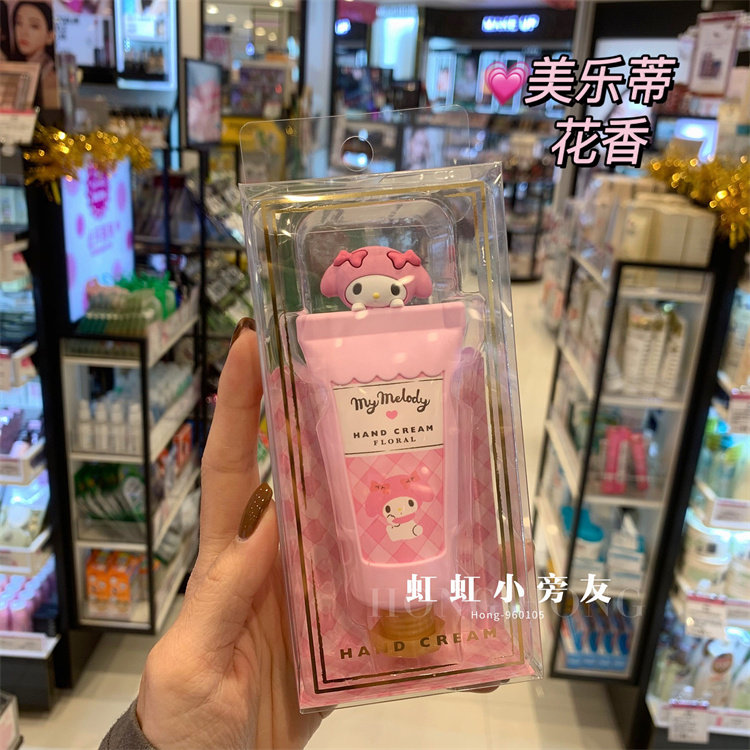 MAKE UP
美乐蒂
花香
My Melody
HAND CREAM
FLORAL
虹虹小旁友
HONGHONG
Hong-960105
HAND CREAM